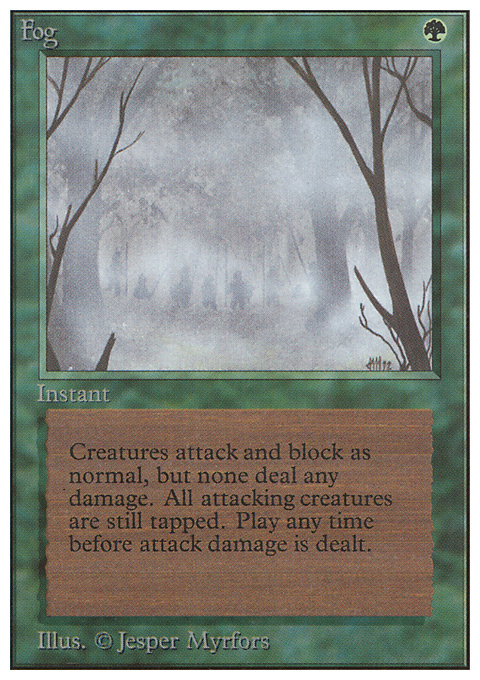 Fog
Instant
Creatures attack and block as
normal, but none deal any
damage. All attacking creatures
are still tapped. Play any time
before attack damage is dealt.
Illus. © Jesper Myrfors